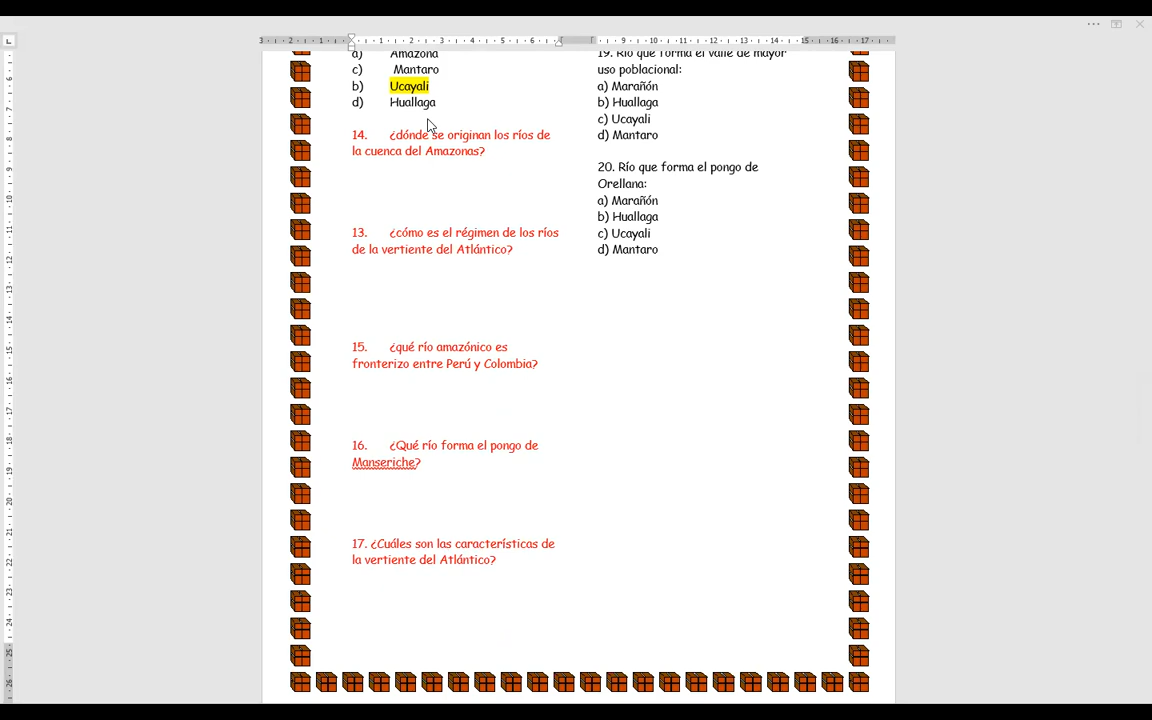 a) Amazona
c) Mantaro
b) Ucayali
d) Huallaga
14. ¿dónde se originan los ríos de
la cuenca del Amazonas?
13. ¿cómo es el régimen de los ríos
de la vertiente del Atlántico?
15. ¿qué río amazónico es
fronterizo entre Perú y Colombia?
16. ¿Qué río forma el pongo de
Manseriche?
17. ¿Cuáles son las características de
la vertiente del Atlántico?
19. Río que forma el valle de mayor
uso poblacional:
a) Marañón
b) Huallaga
c) Ucayali
d) Mantaro
20. Río que forma el pongo de
Orellana:
a) Marañón
b) Huallaga
c) Ucayali
d) Mantaro